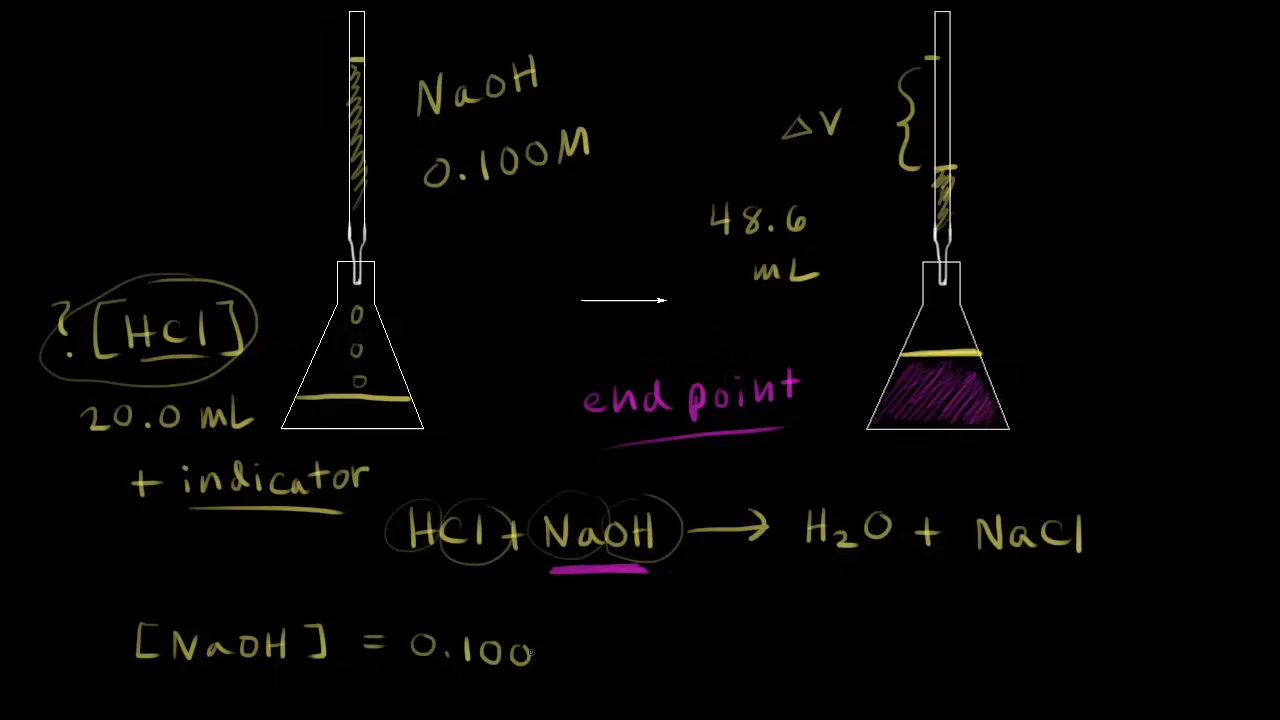 NaOH
0.100M
ΔV
48.6
mL
? [HCl]
20.0 mL
+ indicator
end point
HCl + NaOH → H₂O + NaCl
[NaOH] = 0.100